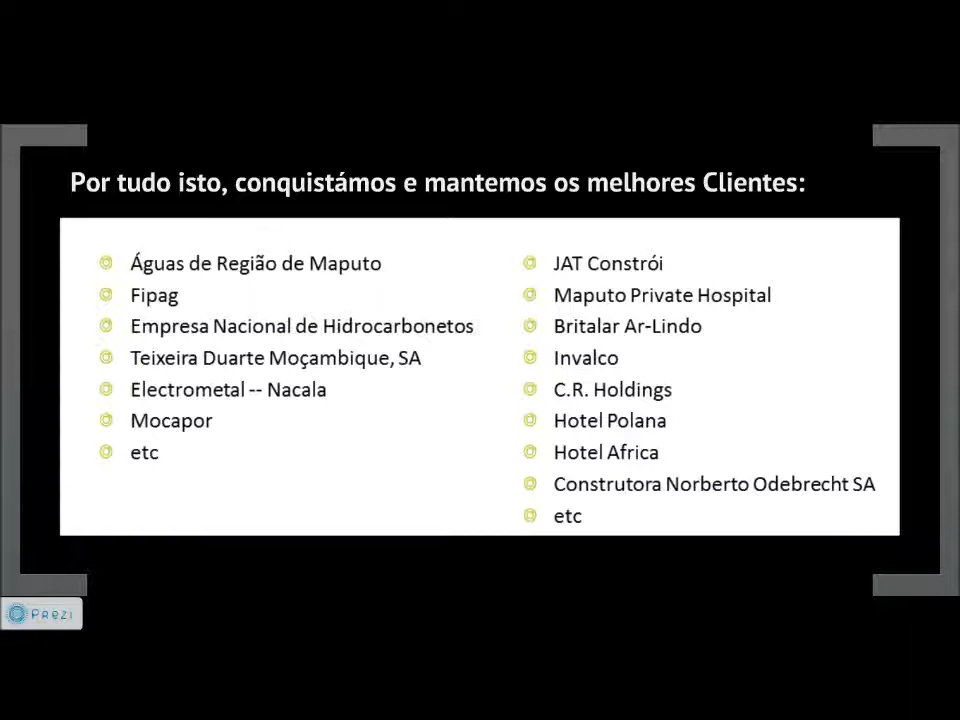 Por tudo isto, conquistámos e mantemos os melhores Clientes:
Águas de Região de Maputo
Fipag
Empresa Nacional de Hidrocarbonetos
Teixeira Duarte Moçambique, SA
Electrometal -- Nacala
Mocapor
etc
JAT Constrói
Maputo Private Hospital
Britalar Ar-Lindo
Invalco
C.R. Holdings
Hotel Polana
Hotel Africa
Construtora Norberto Odebrecht SA
etc
Prezi